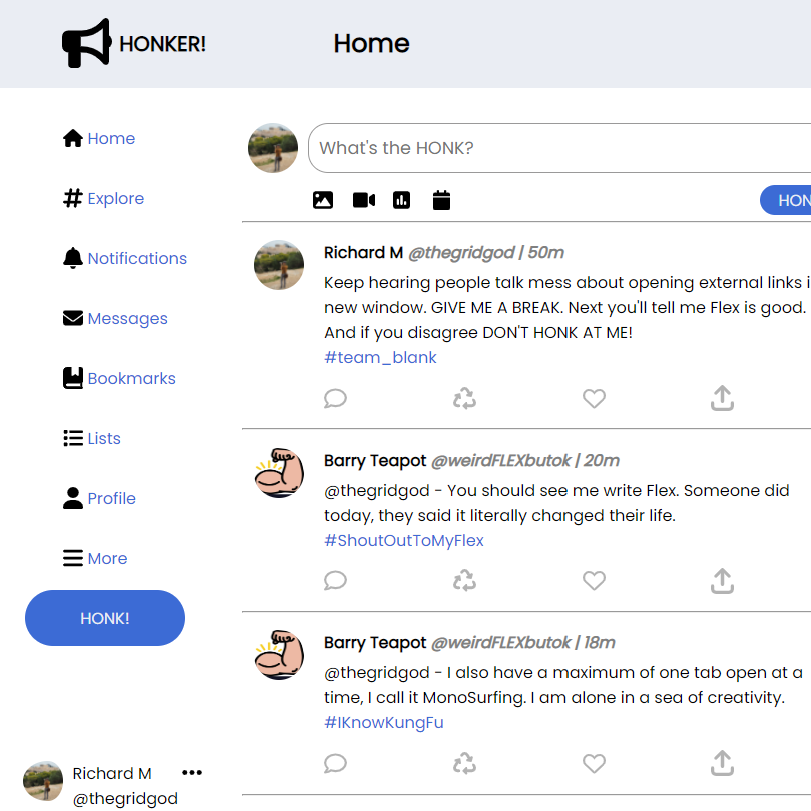 HONKER!
Home
Home
Explore
Notifications
Messages
Bookmarks
Lists
Profile
More
HONK!
Richard M
@thegridgod
What's the HONK?
HON
Richard M @thegridgod | 50m
Keep hearing people talk mess about opening external links i
new window. GIVE ME A BREAK. Next you'll tell me Flex is good.
And if you disagree DON'T HONK AT ME!
#team_blank
Barry Teapot @weirdFLEXbutok | 20m
@thegridgod - You should see me write Flex. Someone did
today, they said it literally changed their life.
#ShoutOutToMyFlex
Barry Teapot @weirdFLEXbutok | 18m
@thegridgod - I also have a maximum of one tab open at a
time, I call it MonoSurfing. I am alone in a sea of creativity.
#IKnowKungFu